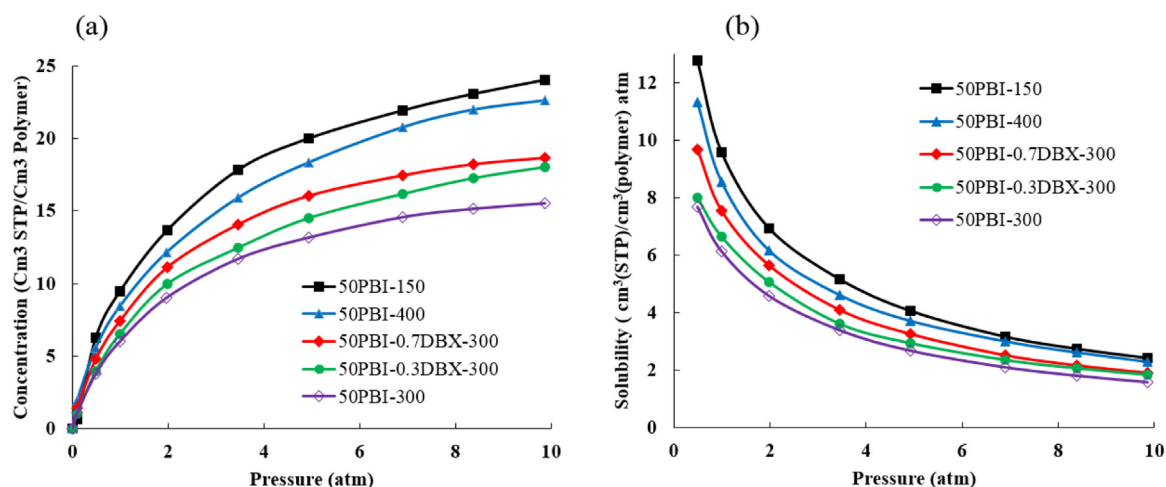 (a)
Concentration (Cm3 STP/Cm3 Polymer)
25
20
15
10
5
0
0 2 4 6 8 10
Pressure (atm)
50PBI-150
50PBI-400
50PBI-0.7DBX-300
50PBI-0.3DBX-300
50PBI-300
(b)
Solubility ( cm³(STP)/cm³(polymer) atm
12
10
8
6
4
2
0
0 2 4 6 8 10
Pressure (atm)
50PBI-150
50PBI-400
50PBI-0.7DBX-300
50PBI-0.3DBX-300
50PBI-300